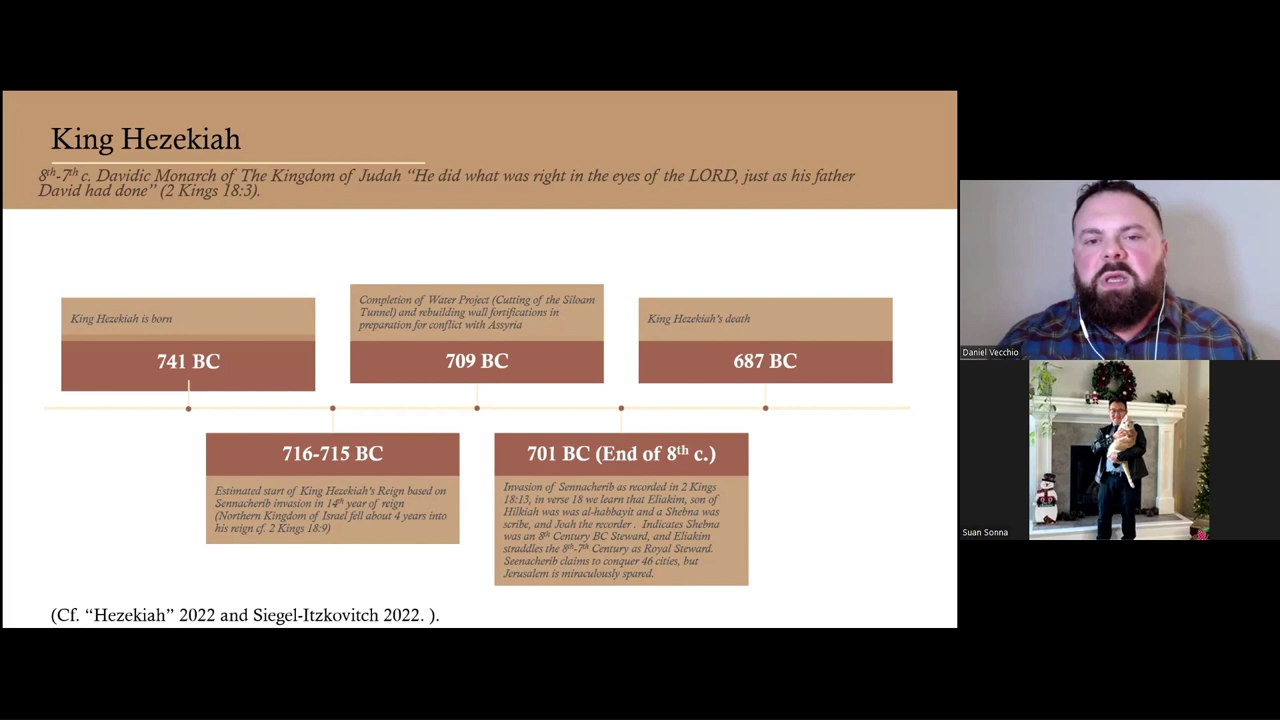 King Hezekiah
8th-7th c. Davidic Monarch of The Kingdom of Judah “He did what was right in the eyes of the LORD, just as his father
David had done” (2 Kings 18:3).
King Hezekiah is born
741 BC
Completion of Water Project (Cutting of the Siloam
Tunnel) and rebuilding wall fortifications in
preparation for conflict with Assyria
709 BC
King Hezekiah's death
687 BC
716-715 BC
Estimated start of King Hezekiah's Reign based on
Sennacherib invasion in 14th year of reign
(Northern Kingdom of Israel fell about 4 years into
his reign cf. 2 Kings 18:9)
701 BC (End of 8th c.)
Invasion of Sennacherib as recorded in 2 Kings
18:13, in verse 18 we learn that Eliakim, son of
Hilkiah was was al-habbayit and a Shebna was
scribe, and Joah the recorder . Indicates Shebna
was an 8th Century BC Steward, and Eliakim
straddles the 8th-7th Century as Royal Steward.
Seenacherib claims to conquer 46 cities, but
Jerusalem is miraculously spared.
(Cf. “Hezekiah” 2022 and Siegel-Itzkovitch 2022. ).
Daniel Vecchio
Suan Sonna